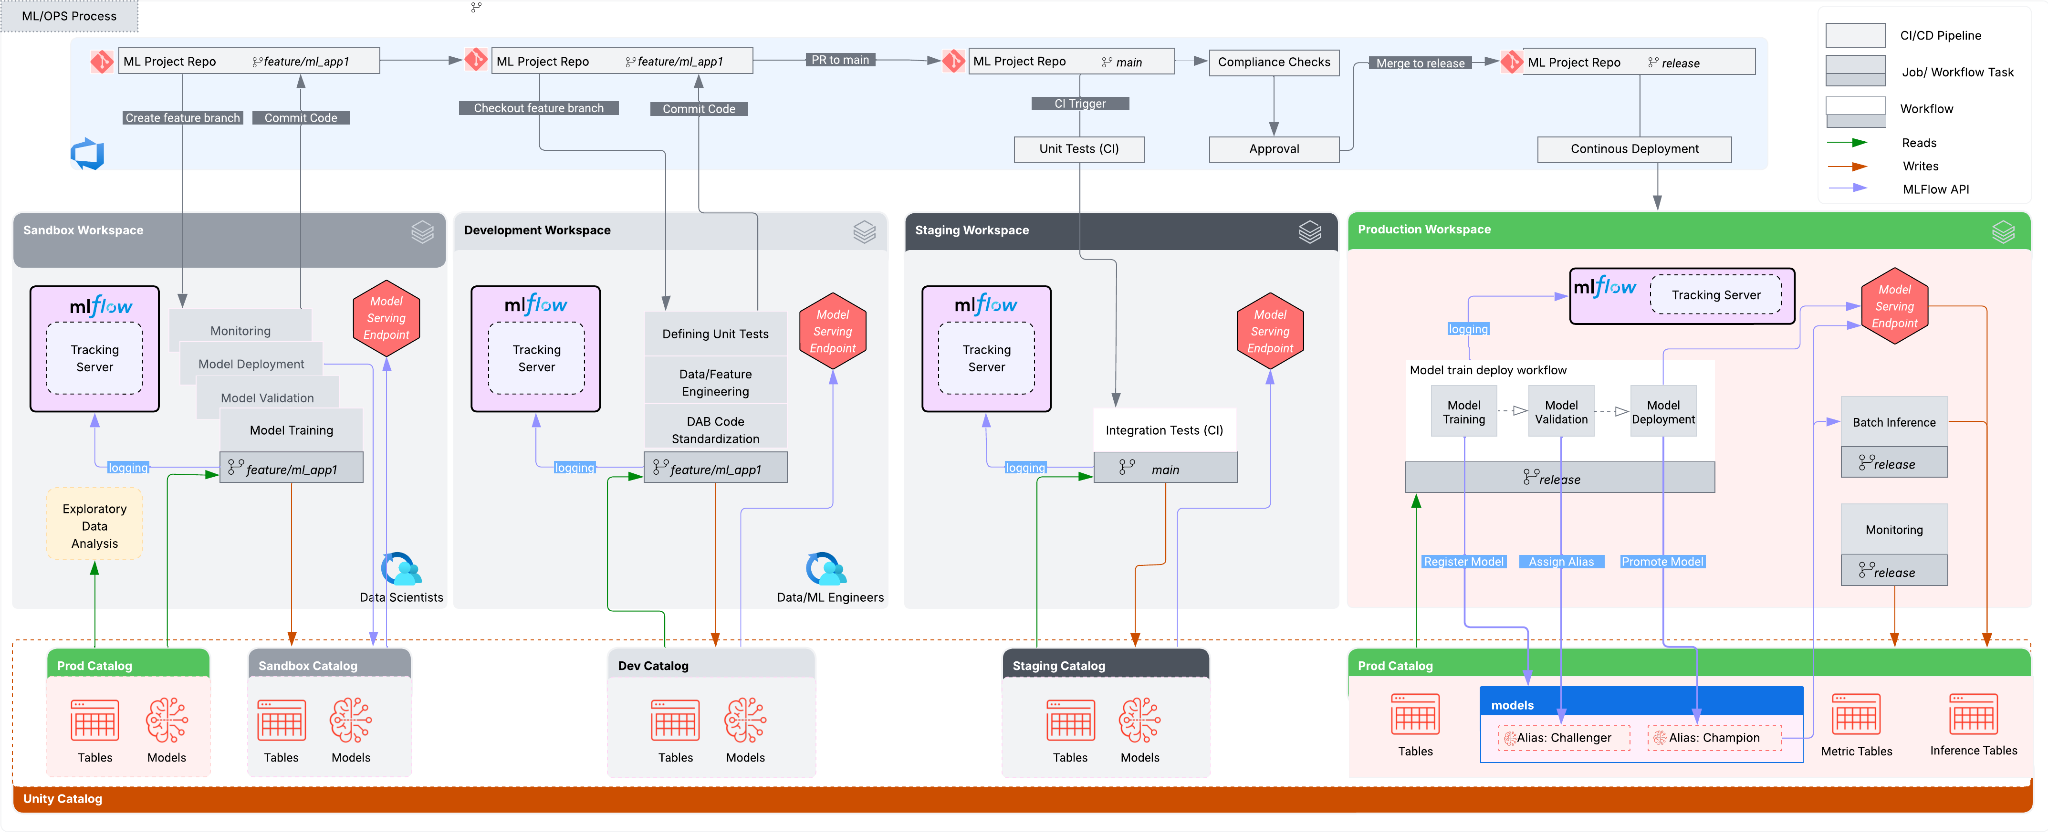 ML/OPS Process
ML Project Repo
feature/ml_app1
ML Project Repo
feature/ml_app1
PR to main
ML Project Repo
main
Compliance Checks
Merge to release
ML Project Repo
release
Create feature branch
Commit Code
Checkout feature branch
Commit Code
CI Trigger
Unit Tests (CI)
Approval
Continous Deployment
CI/CD Pipeline
Job/ Workflow Task
Workflow
Reads
Writes
MLFlow API
Sandbox Workspace
mlflow
Tracking
Server
Monitoring
Model Deployment
Model Validation
Model Training
feature/ml_app1
logging
Model
Serving
Endpoint
Exploratory
Data
Analysis
Data Scientists
Development Workspace
mlflow
Tracking
Server
Defining Unit Tests
Data/Feature
Engineering
DAB Code
Standardization
feature/ml_app1
logging
Model
Serving
Endpoint
Data/ML Engineers
Staging Workspace
mlflow
Tracking
Server
Integration Tests (CI)
main
logging
Model
Serving
Endpoint
Production Workspace
mlflow
Tracking Server
Model
Serving
Endpoint
logging
Model train deploy workflow
Model
Training
Model
Validation
Model
Deployment
release
Batch Inference
release
Monitoring
release
Register Model
Assign Alias
Promote Model
Prod Catalog
Tables
Models
Sandbox Catalog
Tables
Models
Dev Catalog
Tables
Models
Staging Catalog
Tables
Models
Prod Catalog
Tables
models
Alias: Challenger
Alias: Champion
Metric Tables
Inference Tables
Unity Catalog